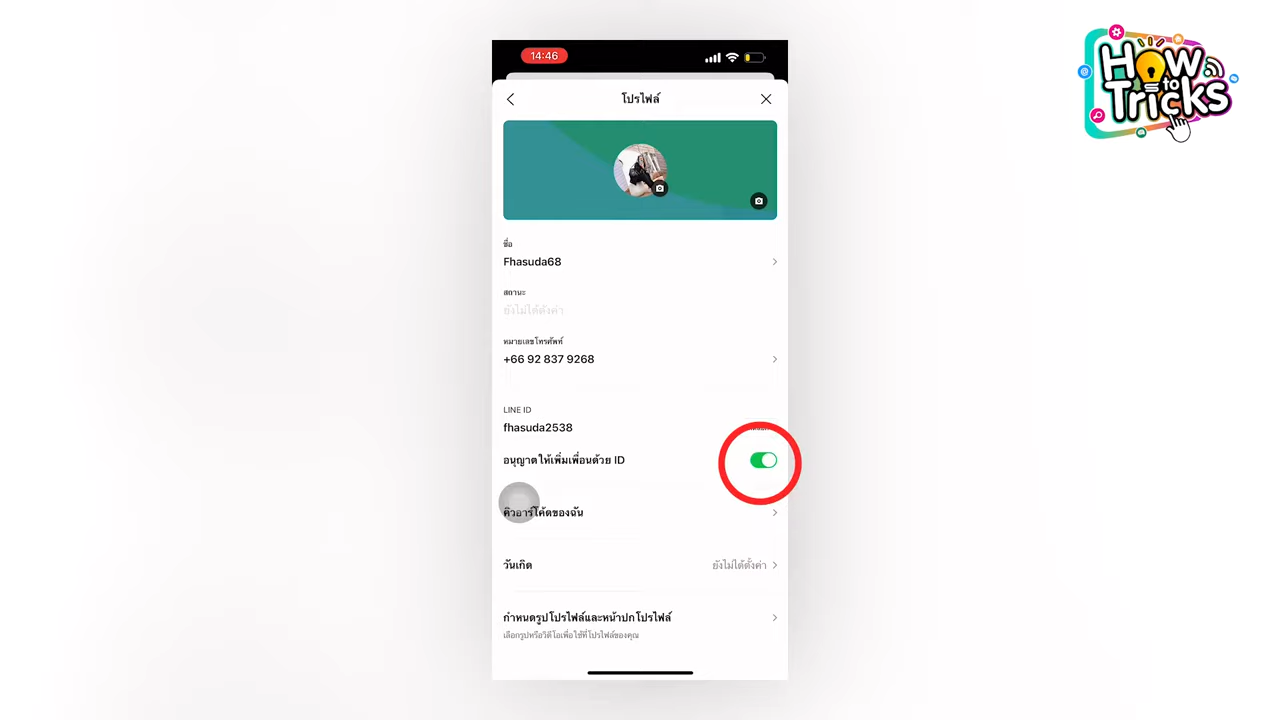 14:46
How
to
Tricks
โปรไฟล์
ชื่อ
Fhasuda68
สถานะ
ยังไม่ได้ตั้งค่า
หมายเลขโทรศัพท์
+66 92 837 9268
LINE ID
fhasuda2538
อนุญาตให้เพิ่มเพื่อนด้วย ID
คิวอาร์โค้ดของฉัน
วันเกิด
ยังไม่ได้ตั้งค่า
กำหนดรูปโปรไฟล์และหน้าปกโปรไฟล์
เลือกรูปหรือวิดีโอเพื่อใช้ที่โปรไฟล์ของคุณ